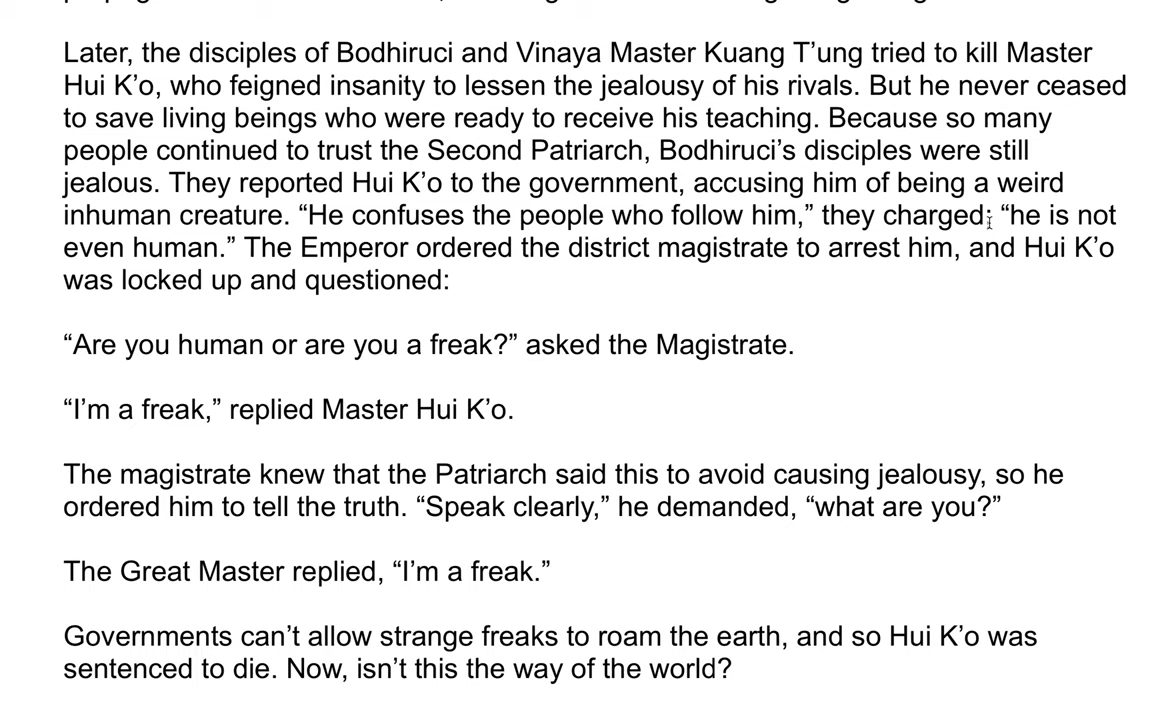 Later, the disciples of Bodhiruci and Vinaya Master Kuang T’ung tried to kill Master
Hui K’o, who feigned insanity to lessen the jealousy of his rivals. But he never ceased
to save living beings who were ready to receive his teaching. Because so many
people continued to trust the Second Patriarch, Bodhiruci’s disciples were still
jealous. They reported Hui K’o to the government, accusing him of being a weird
inhuman creature. “He confuses the people who follow him,” they charged; “he is not
even human.” The Emperor ordered the district magistrate to arrest him, and Hui K’o
was locked up and questioned:
“Are you human or are you a freak?” asked the Magistrate.
“I’m a freak,” replied Master Hui K’o.
The magistrate knew that the Patriarch said this to avoid causing jealousy, so he
ordered him to tell the truth. “Speak clearly,” he demanded, “what are you?”
The Great Master replied, “I’m a freak.”
Governments can’t allow strange freaks to roam the earth, and so Hui K’o was
sentenced to die. Now, isn’t this the way of the world?